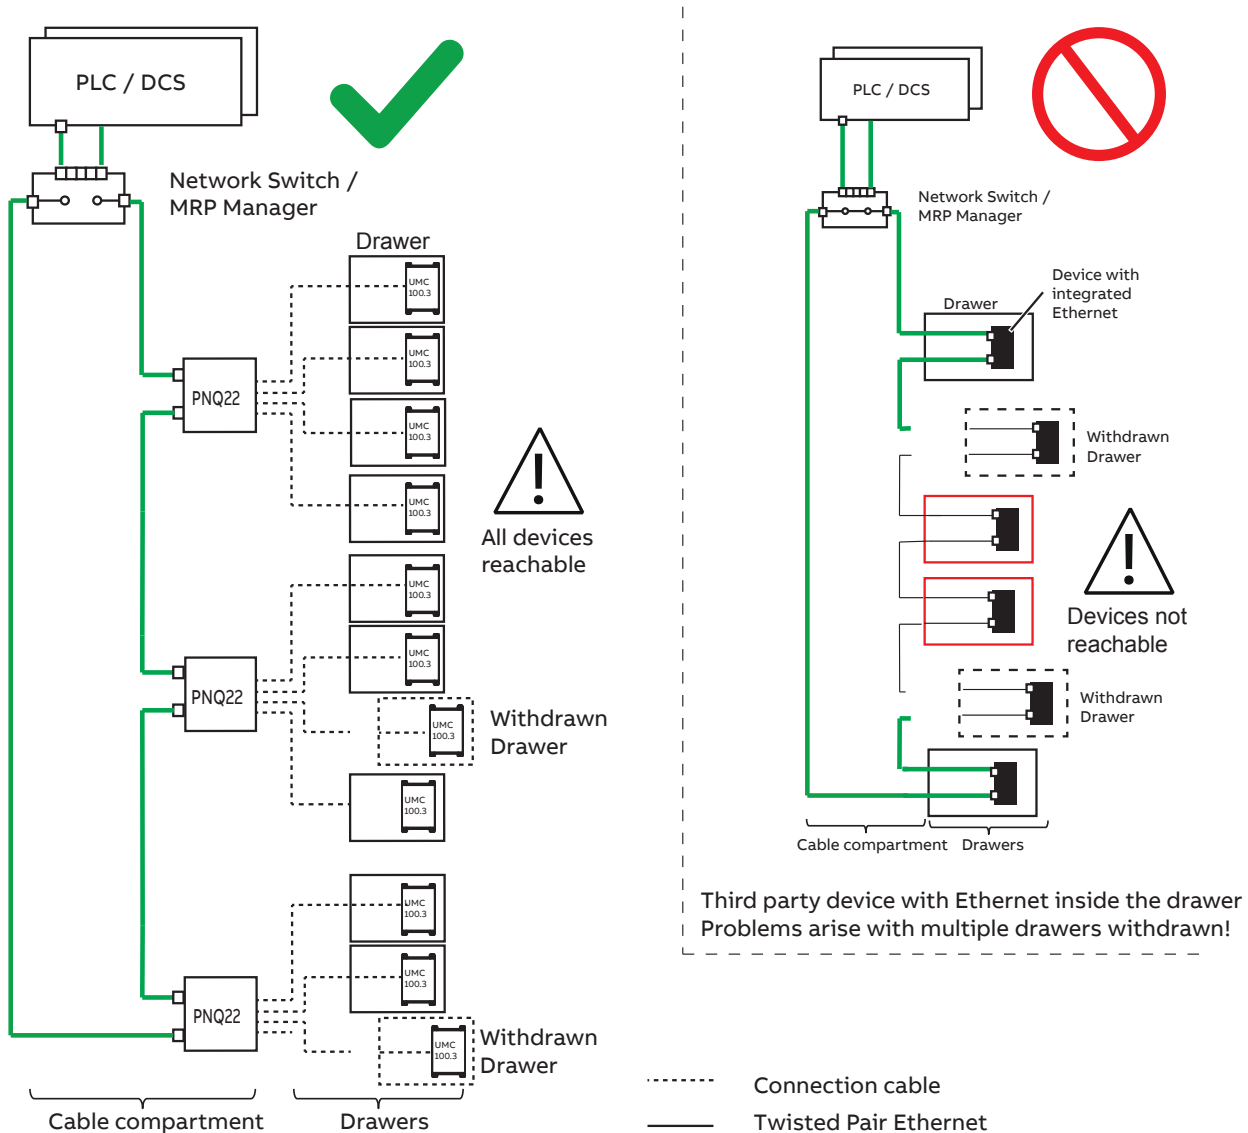 PLC / DCS
Network Switch /
MRP Manager
Drawer
UMC
100.3
UMC
100.3
PNQ22
UMC
100.3
UMC
100.3
All devices
reachable
UMC
100.3
UMC
100.3
PNQ22
UMC
100.3
Withdrawn
Drawer
UMC
100.3
UMC
100.3
UMC
100.3
PNQ22
UMC
100.3
Withdrawn
Drawer
Cable compartment
Drawers
PLC / DCS
Network Switch /
MRP Manager
Device with
integrated
Ethernet
Drawer
Withdrawn
Drawer
Devices not
reachable
Withdrawn
Drawer
Cable compartment
Drawers
Third party device with Ethernet inside the drawer
Problems arise with multiple drawers withdrawn!
Connection cable
Twisted Pair Ethernet